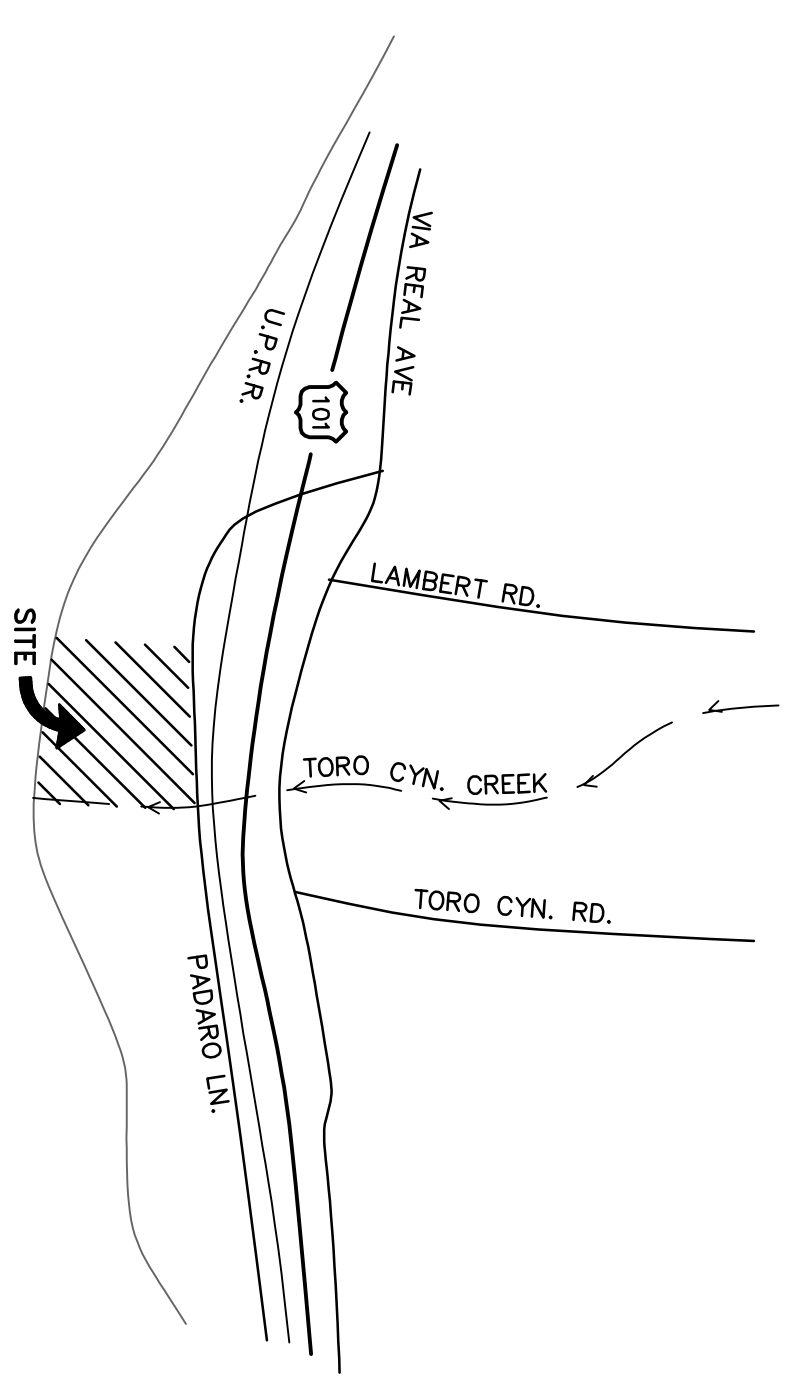 VIA REAL AVE
U.P.R.R.
101
LAMBERT RD.
SITE
TORO CYN. CREEK
TORO CYN. RD.
PADARO LN.